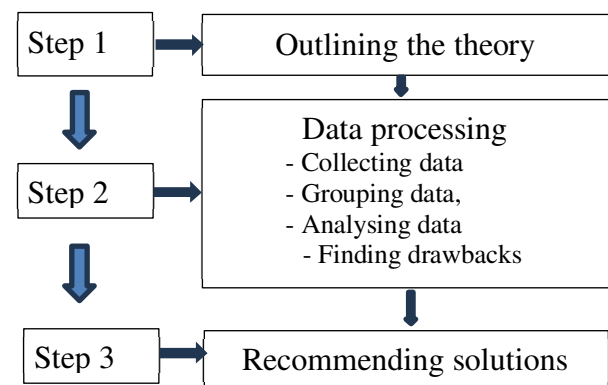 Step 1
Outlining the theory
Data processing
- Collecting data
- Grouping data,
- Analysing data
- Finding drawbacks
Step 2
Step 3
Recommending solutions